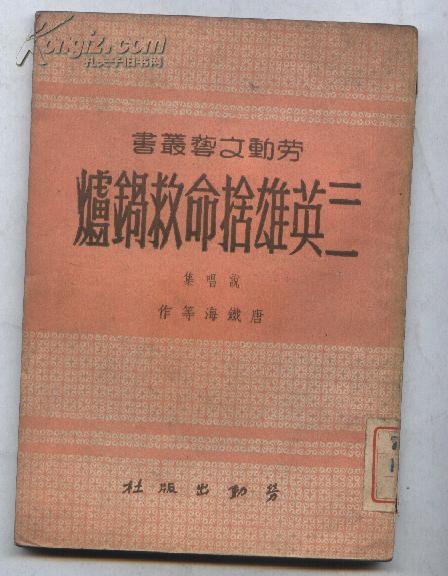 Kongfz.com
孔夫子旧书网
勞動文藝叢書
三英雄捨命救鍋爐
說唱集
唐鐵海等作
勞動出版社